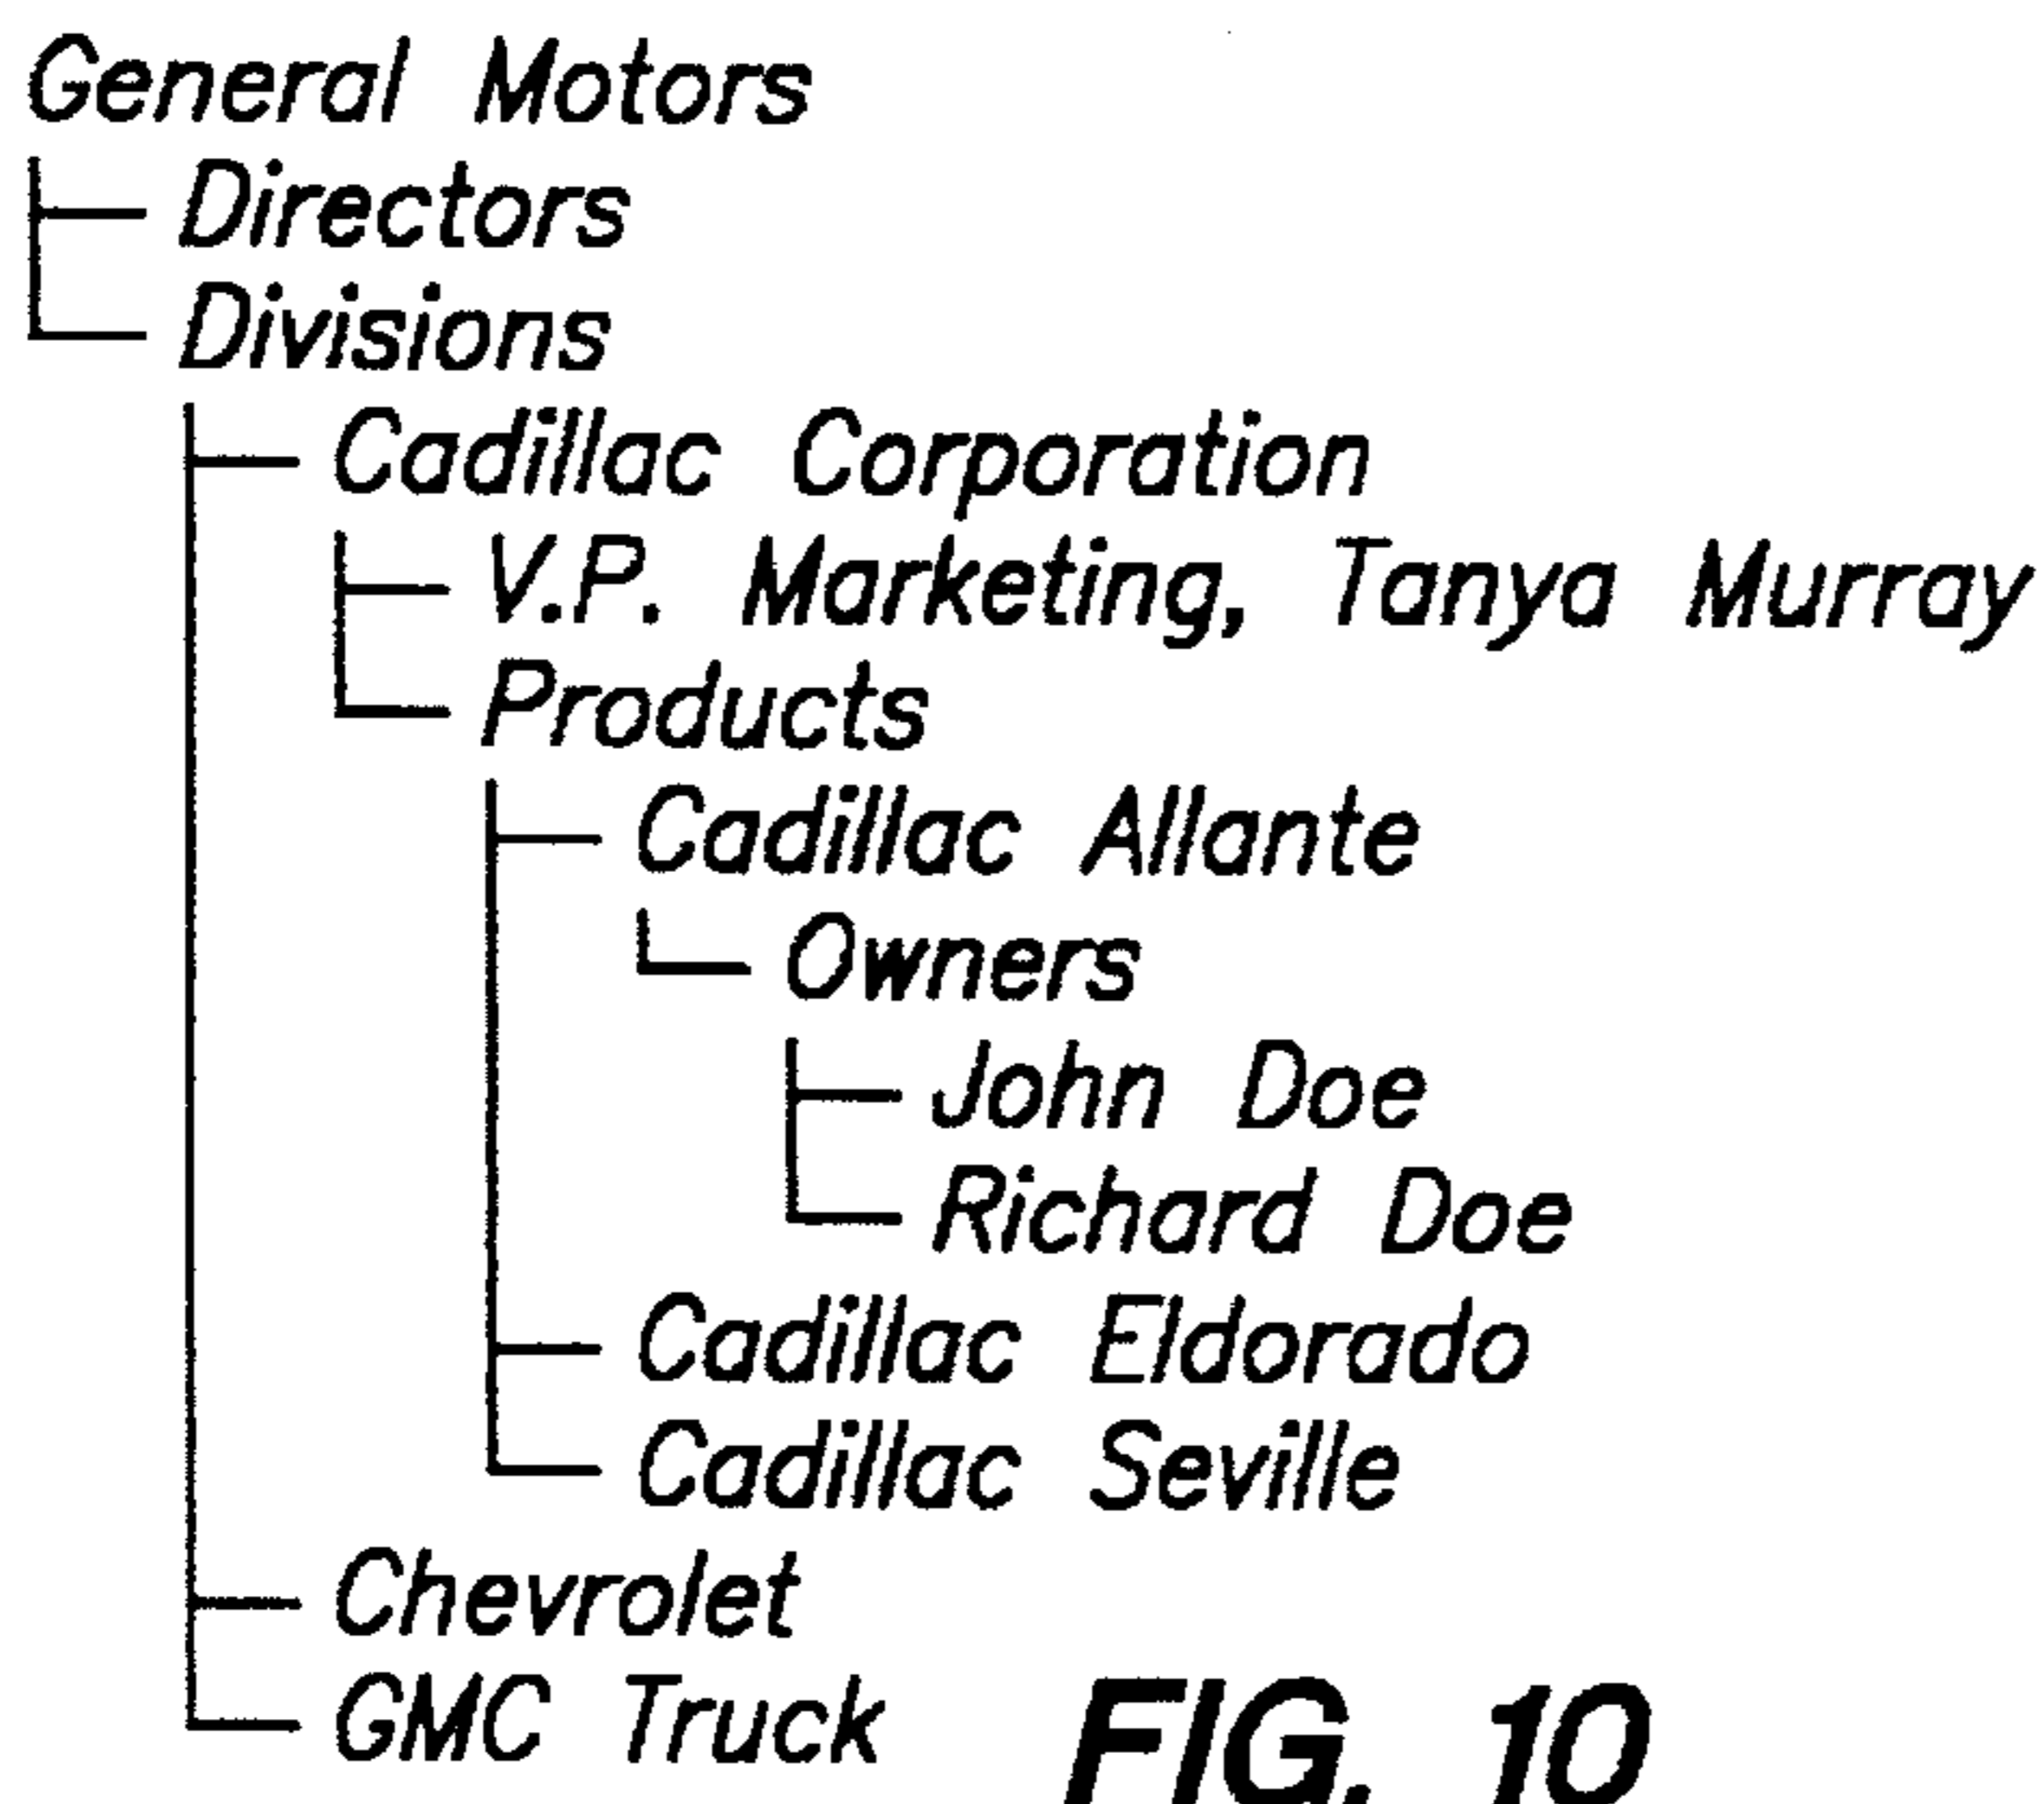 General Motors
Directors
Divisions
Cadillac Corporation
V.P. Marketing, Tanya Murray
Products
Cadillac Allante
Owners
John Doe
Richard Doe
Cadillac Eldorado
Cadillac Seville
Chevrolet
GMC Truck
FIG. 10